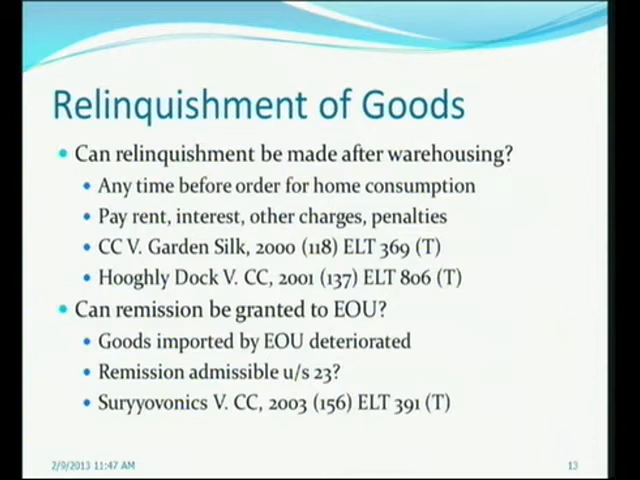 Relinquishment of Goods
Can relinquishment be made after warehousing?
Any time before order for home consumption
Pay rent, interest, other charges, penalties
CC V. Garden Silk, 2000 (118) ELT 369 (T)
Hooghly Dock V. CC, 2001 (137) ELT 806 (T)
Can remission be granted to EOU?
Goods imported by EOU deteriorated
Remission admissible u/s 23?
Suryyovonics V. CC, 2003 (156) ELT 391 (T)
2/9/2013 11:47 AM
13